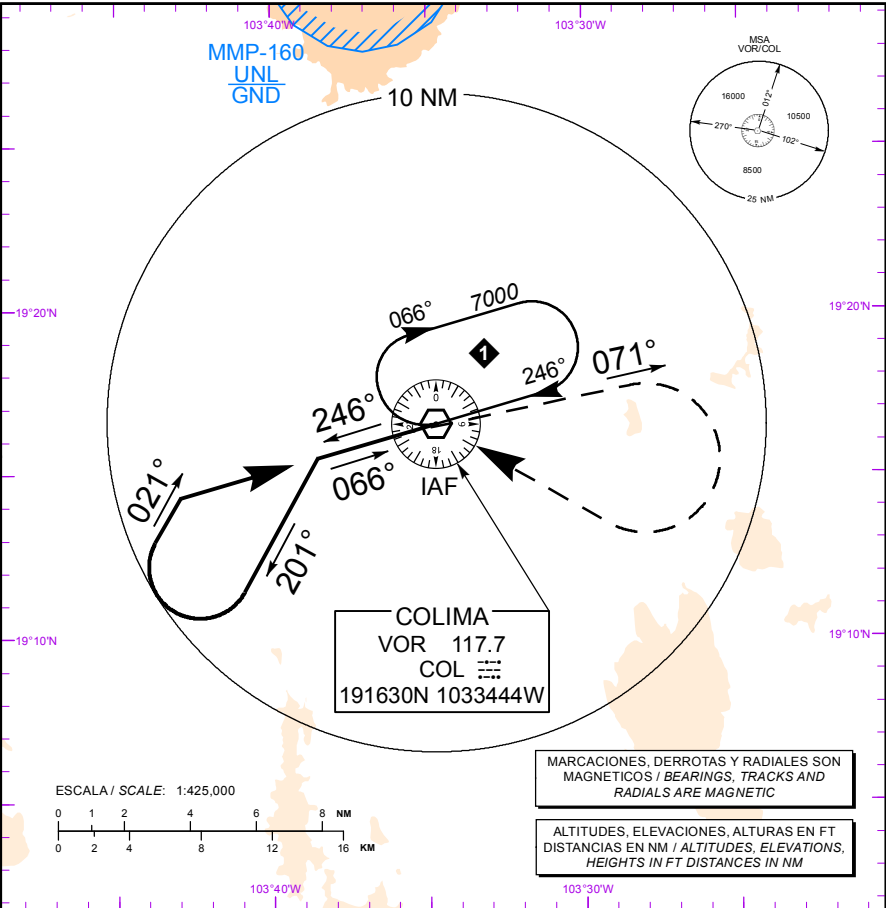 103°40'W
103°30'W
MMP-160
UNL
GND
10 NM
MSA
VOR/COL
16000
012°
10500
270°
102°
8500
25 NM
19°20'N
19°20'N
066°
7000
1
246°
071°
246°
066°
0
6
18
IAF
021°
201°
COLIMA
VOR 117.7
COL
191630N 1033444W
19°10'N
19°10'N
MARCACIONES, DERROTAS Y RADIALES SON
MAGNETICOS / BEARINGS, TRACKS AND
RADIALS ARE MAGNETIC
ESCALA / SCALE: 1:425,000
0 1 2 4 6 8 NM
0 2 4 8 12 16 KM
ALTITUDES, ELEVACIONES, ALTURAS EN FT
DISTANCIAS EN NM / ALTITUDES, ELEVATIONS,
HEIGHTS IN FT DISTANCES IN NM
103°40'W
103°30'W